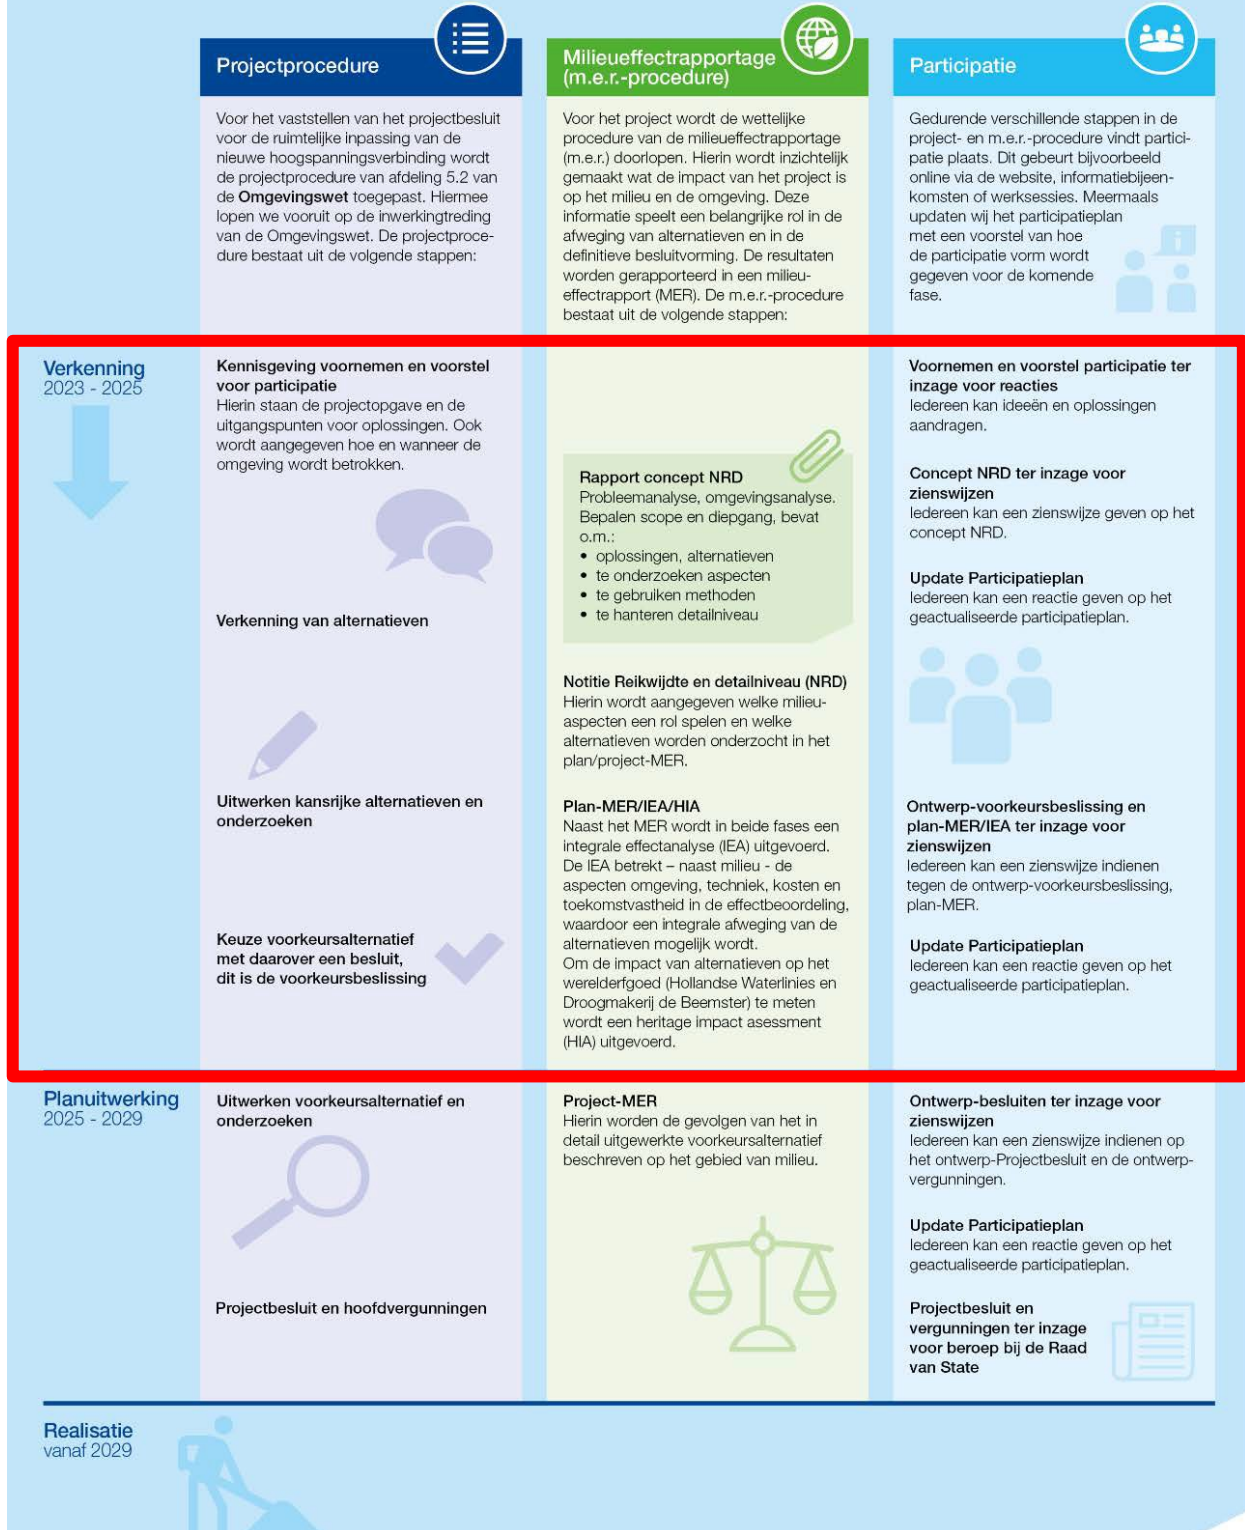 Projectprocedure
Voor het vaststellen van het projectbesluit
voor de ruimtelijke inpassing van de
nieuwe hoogspanningsverbinding wordt
de projectprocedure van afdeling 5.2 van
de Omgevingswet toegepast. Hiermee
lopen we vooruit op de inwerkingtreding
van de Omgevingswet. De projectproce-
dure bestaat uit de volgende stappen:
Milieueffectrapportage
(m.e.r.-procedure)
Voor het project wordt de wettelijke
procedure van de milieueffectrapportage
(m.e.r.) doorlopen. Hierin wordt inzichtelijk
gemaakt wat de impact van het project is
op het milieu en de omgeving. Deze
informatie speelt een belangrijke rol in de
afweging van alternatieven en in de
definitieve besluitvorming. De resultaten
worden gerapporteerd in een milieu-
effectrapport (MER). De m.e.r.-procedure
bestaat uit de volgende stappen:
Participatie
Gedurende verschillende stappen in de
project- en m.e.r.-procedure vindt partici-
patie plaats. Dit gebeurt bijvoorbeeld
online via de website, informatiebijeen-
komsten of werksessies. Meermaals
updaten wij het participatieplan
met een voorstel van hoe
de participatie vorm wordt
gegeven voor de komende
fase.
Verkenning
2023 - 2025
Kennisgeving voornemen en voorstel
voor participatie
Hierin staan de projectopgave en de
uitgangspunten voor oplossingen. Ook
wordt aangegeven hoe en wanneer de
omgeving wordt betrokken.
Verkenning van alternatieven
Uitwerken kansrijke alternatieven en
onderzoeken
Keuze voorkeursalternatief
met daarover een besluit,
dit is de voorkeursbeslissing
Rapport concept NRD
Probleemanalyse, omgevingsanalyse.
Bepalen scope en diepgang, bevat
o.m.:
• oplossingen, alternatieven
• te onderzoeken aspecten
• te gebruiken methoden
• te hanteren detailniveau
Notitie Reikwijdte en detailniveau (NRD)
Hierin wordt aangegeven welke milieu-
aspecten een rol spelen en welke
alternatieven worden onderzocht in het
plan/project-MER.
Plan-MER/IEA/HIA
Naast het MER wordt in beide fases een
integrale effectanalyse (IEA) uitgevoerd.
De IEA betrekt – naast milieu - de
aspecten omgeving, techniek, kosten en
toekomstvastheid in de effectbeoordeling,
waardoor een integrale afweging van de
alternatieven mogelijk wordt.
Om de impact van alternatieven op het
werelderfgoed (Hollandse Waterlinies en
Droogmakerij de Beemster) te meten
wordt een heritage impact asessment
(HIA) uitgevoerd.
Voornemen en voorstel participatie ter
inzage voor reacties
Iedereen kan ideeën en oplossingen
aandragen.
Concept NRD ter inzage voor
zienswijzen
Iedereen kan een zienswijze geven op het
concept NRD.
Update Participatieplan
Iedereen kan een reactie geven op het
geactualiseerde participatieplan.
Ontwerp-voorkeursbeslissing en
plan-MER/IEA ter inzage voor
zienswijzen
Iedereen kan een zienswijze indienen
tegen de ontwerp-voorkeursbeslissing,
plan-MER.
Update Participatieplan
Iedereen kan een reactie geven op het
geactualiseerde participatieplan.
Planuitwerking
2025 - 2029
Uitwerken voorkeursalternatief en
onderzoeken
Projectbesluit en hoofdvergunningen
Project-MER
Hierin worden de gevolgen van het in
detail uitgewerkte voorkeursalternatief
beschreven op het gebied van milieu.
Ontwerp-besluiten ter inzage voor
zienswijzen
Iedereen kan een zienswijze indienen op
het ontwerp-Projectbesluit en de ontwerp-
vergunningen.
Update Participatieplan
Iedereen kan een reactie geven op het
geactualiseerde participatieplan.
Projectbesluit en
vergunningen ter inzage
voor beroep bij de Raad
van State
Realisatie
vanaf 2029